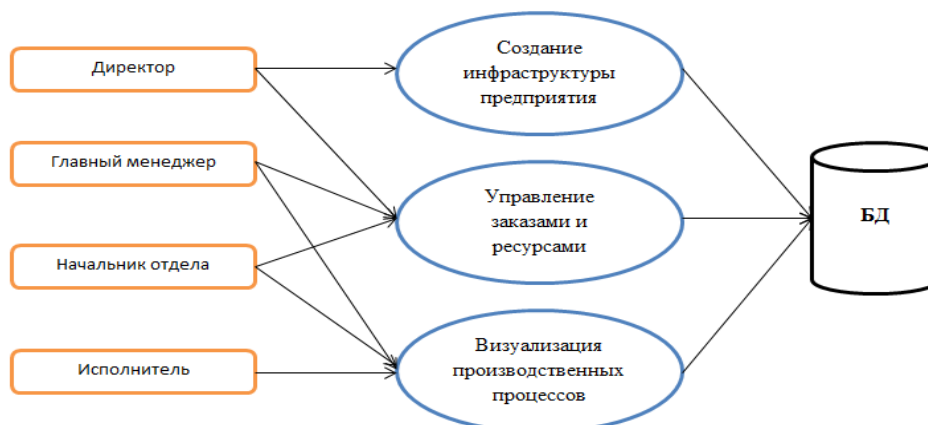 Директор
Главный менеджер
Начальник отдела
Исполнитель
Создание
инфраструктуры
предприятия
Управление
заказами и
ресурсами
Визуализация
производственных
процессов
БД